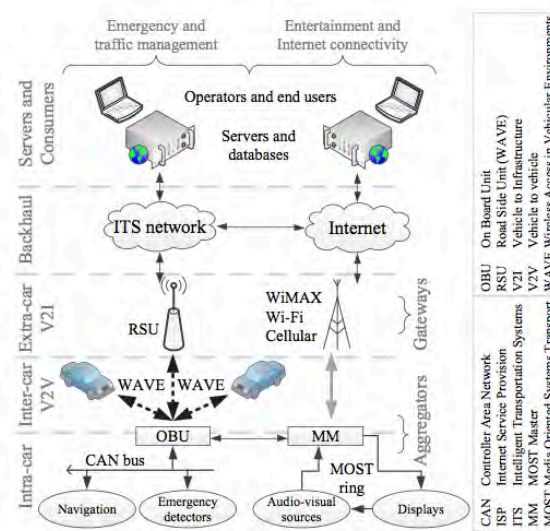 Emergency and
traffic management
Entertainment and
Internet connectivity
Servers and
Consumers
Operators and end users
Servers and
databases
Backhaul
ITS network
Internet
Extra-car
V2I
RSU
WiMAX
Wi-Fi
Cellular
Gateways
Inter-car
V2V
WAVE
WAVE
Aggregators
OBU
MM
Intra-car
CAN bus
MOST
ring
Navigation
Emergency
detectors
Audio-visual
sources
Displays
CAN Controller Area Network
ISP Internet Service Provision
ITS Intelligent Transportation Systems
MM MOST Master
MOST Media Oriented Systems Transport
OBU On Board Unit
RSU Road Side Unit (WAVE)
V2I Vehicle to Infrastructure
V2V Vehicle to vehicle
WAVE Wireless Access in Vehicular Environments